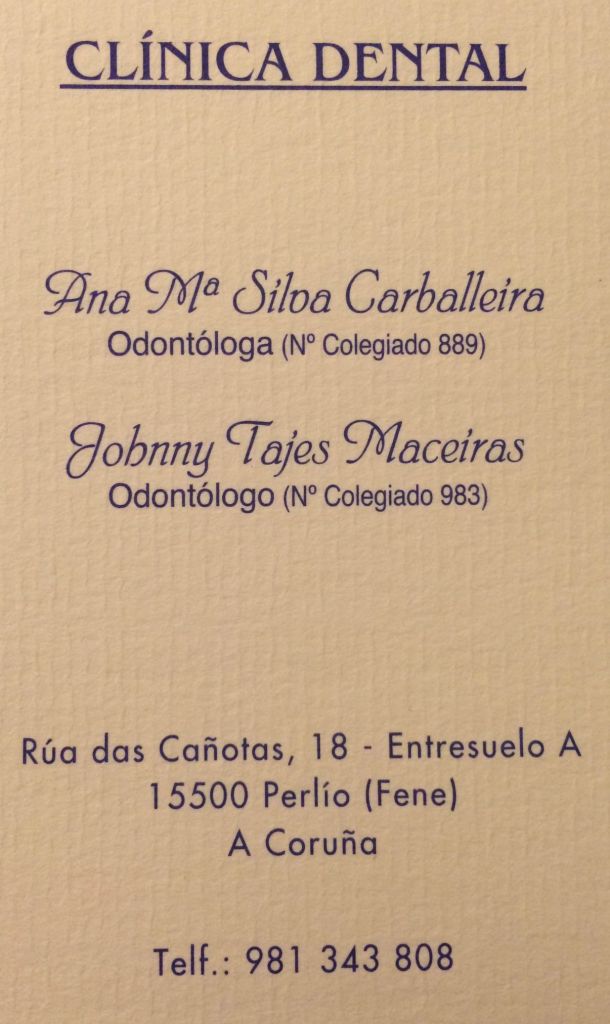 CLÍNICA DENTAL
Ana Mª Silva Carballeira
Odontóloga (Nº Colegiado 889)
Johnny Tajes Maceiras
Odontólogo (Nº Colegiado 983)
Rúa das Cañotas, 18 - Entresuelo A
15500 Perlío (Fene)
A Coruña
Telf.: 981 343 808